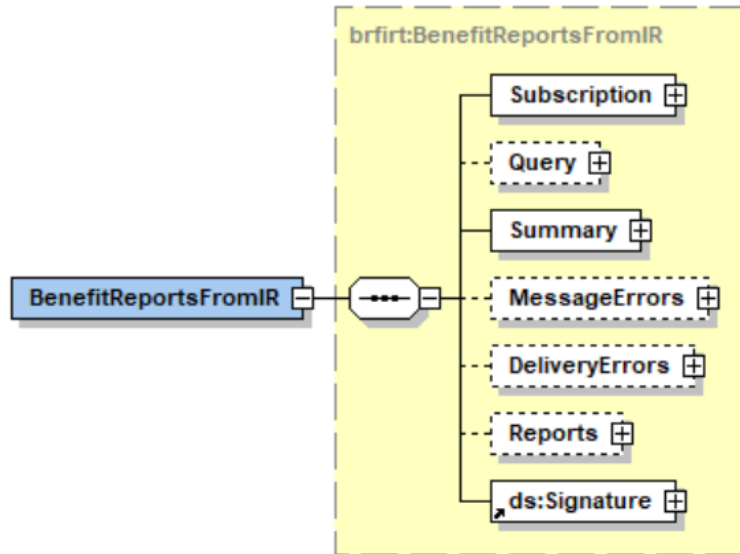 brfirt:BenefitReportsFromIR
Subscription
Query
Summary
BenefitReportsFromIR
MessageErrors
DeliveryErrors
Reports
ds:Signature